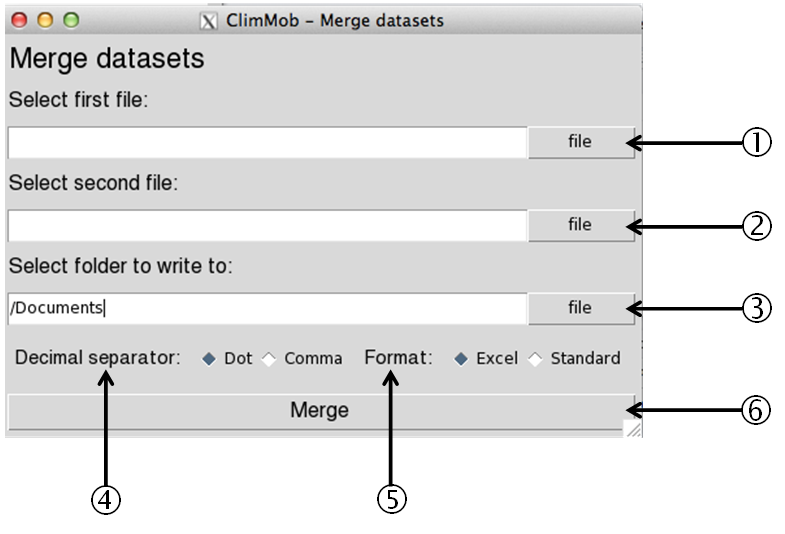 ClimMob – Merge datasets
Merge datasets
Select first file:
file ①
Select second file:
file ②
Select folder to write to:
/Documents file ③
Decimal separator: Dot Comma Format: Excel Standard
Merge ⑥
④ ⑤